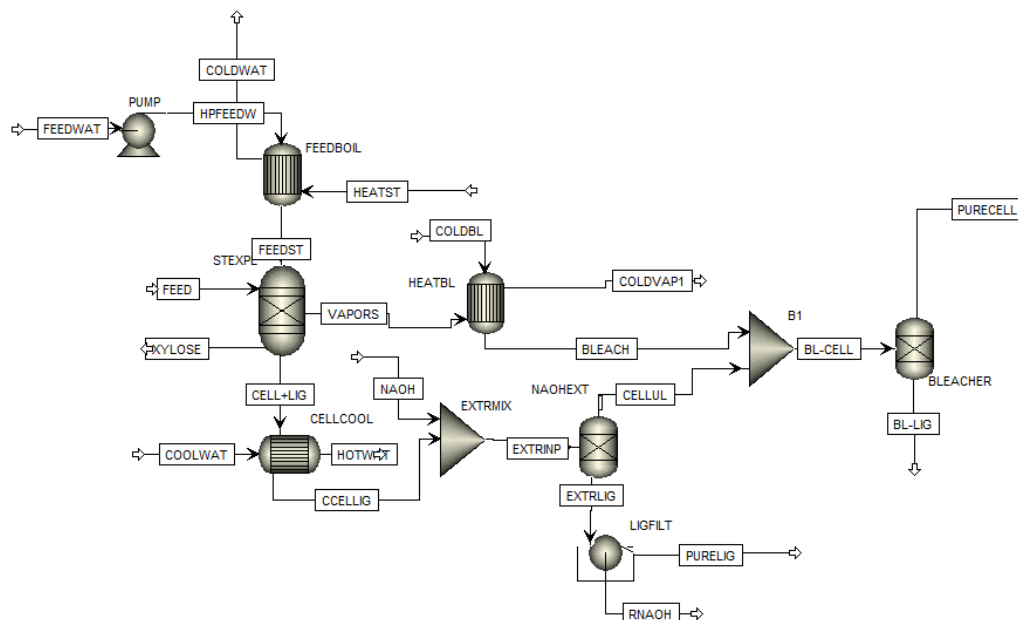 COLDWAT
PUMP
HPFEEDW
FEEDWAT
FEEDBOIL
HEATST
COLDBL
PURECELL
FEEDST
STEXPL
HEATBL
COLDVAP1
FEED
VAPORS
B1
XYLOSE
BLEACH
BL-CELL
NAOH
NAOHEXT
CELLUL
BLEACHER
CELL+LIG
EXTRMIX
CELLCOOL
BL-LIG
COOLWAT
HOTWAT
EXTRINP
CCELLIG
EXTRLIG
LIGFILT
PURELIG
RNAOH